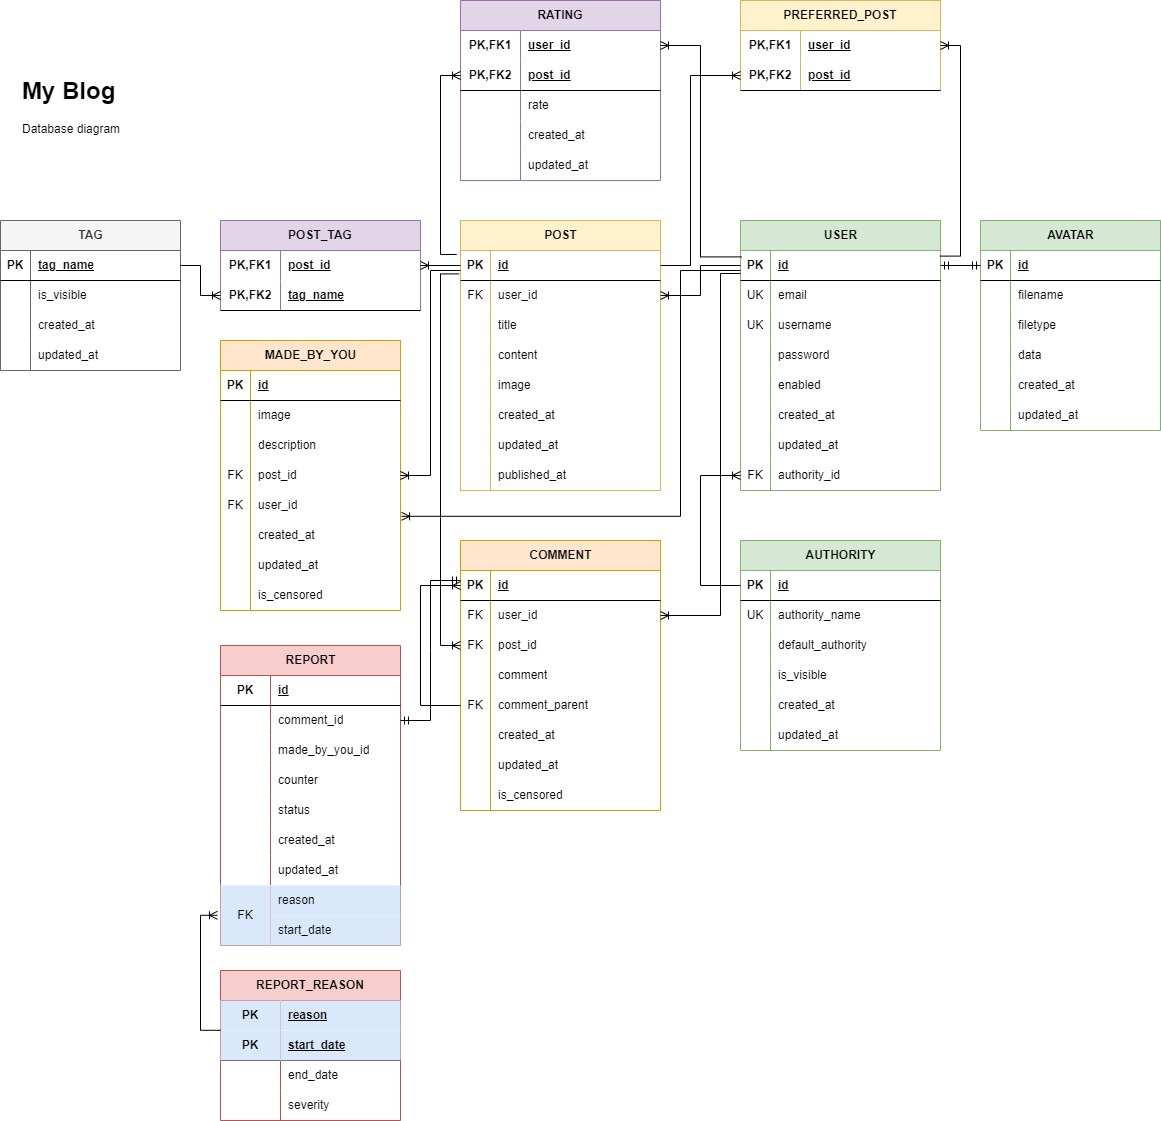 My Blog
Database diagram
RATING
PK,FK1 user_id
PK,FK2 post_id
rate
created_at
updated_at
PREFERRED_POST
PK,FK1 user_id
PK,FK2 post_id
TAG
PK tag_name
is_visible
created_at
updated_at
POST_TAG
PK,FK1 post_id
PK,FK2 tag_name
POST
PK id
FK user_id
title
content
image
created_at
updated_at
published_at
USER
PK id
UK email
UK username
password
enabled
created_at
updated_at
FK authority_id
AVATAR
PK id
filename
filetype
data
created_at
updated_at
MADE_BY_YOU
PK id
image
description
FK post_id
FK user_id
created_at
updated_at
is_censored
COMMENT
PK id
FK user_id
FK post_id
comment
FK comment_parent
created_at
updated_at
is_censored
AUTHORITY
PK id
UK authority_name
default_authority
is_visible
created_at
updated_at
REPORT
PK id
comment_id
made_by_you_id
counter
status
created_at
updated_at
FK reason
start_date
REPORT_REASON
PK reason
PK start_date
end_date
severity